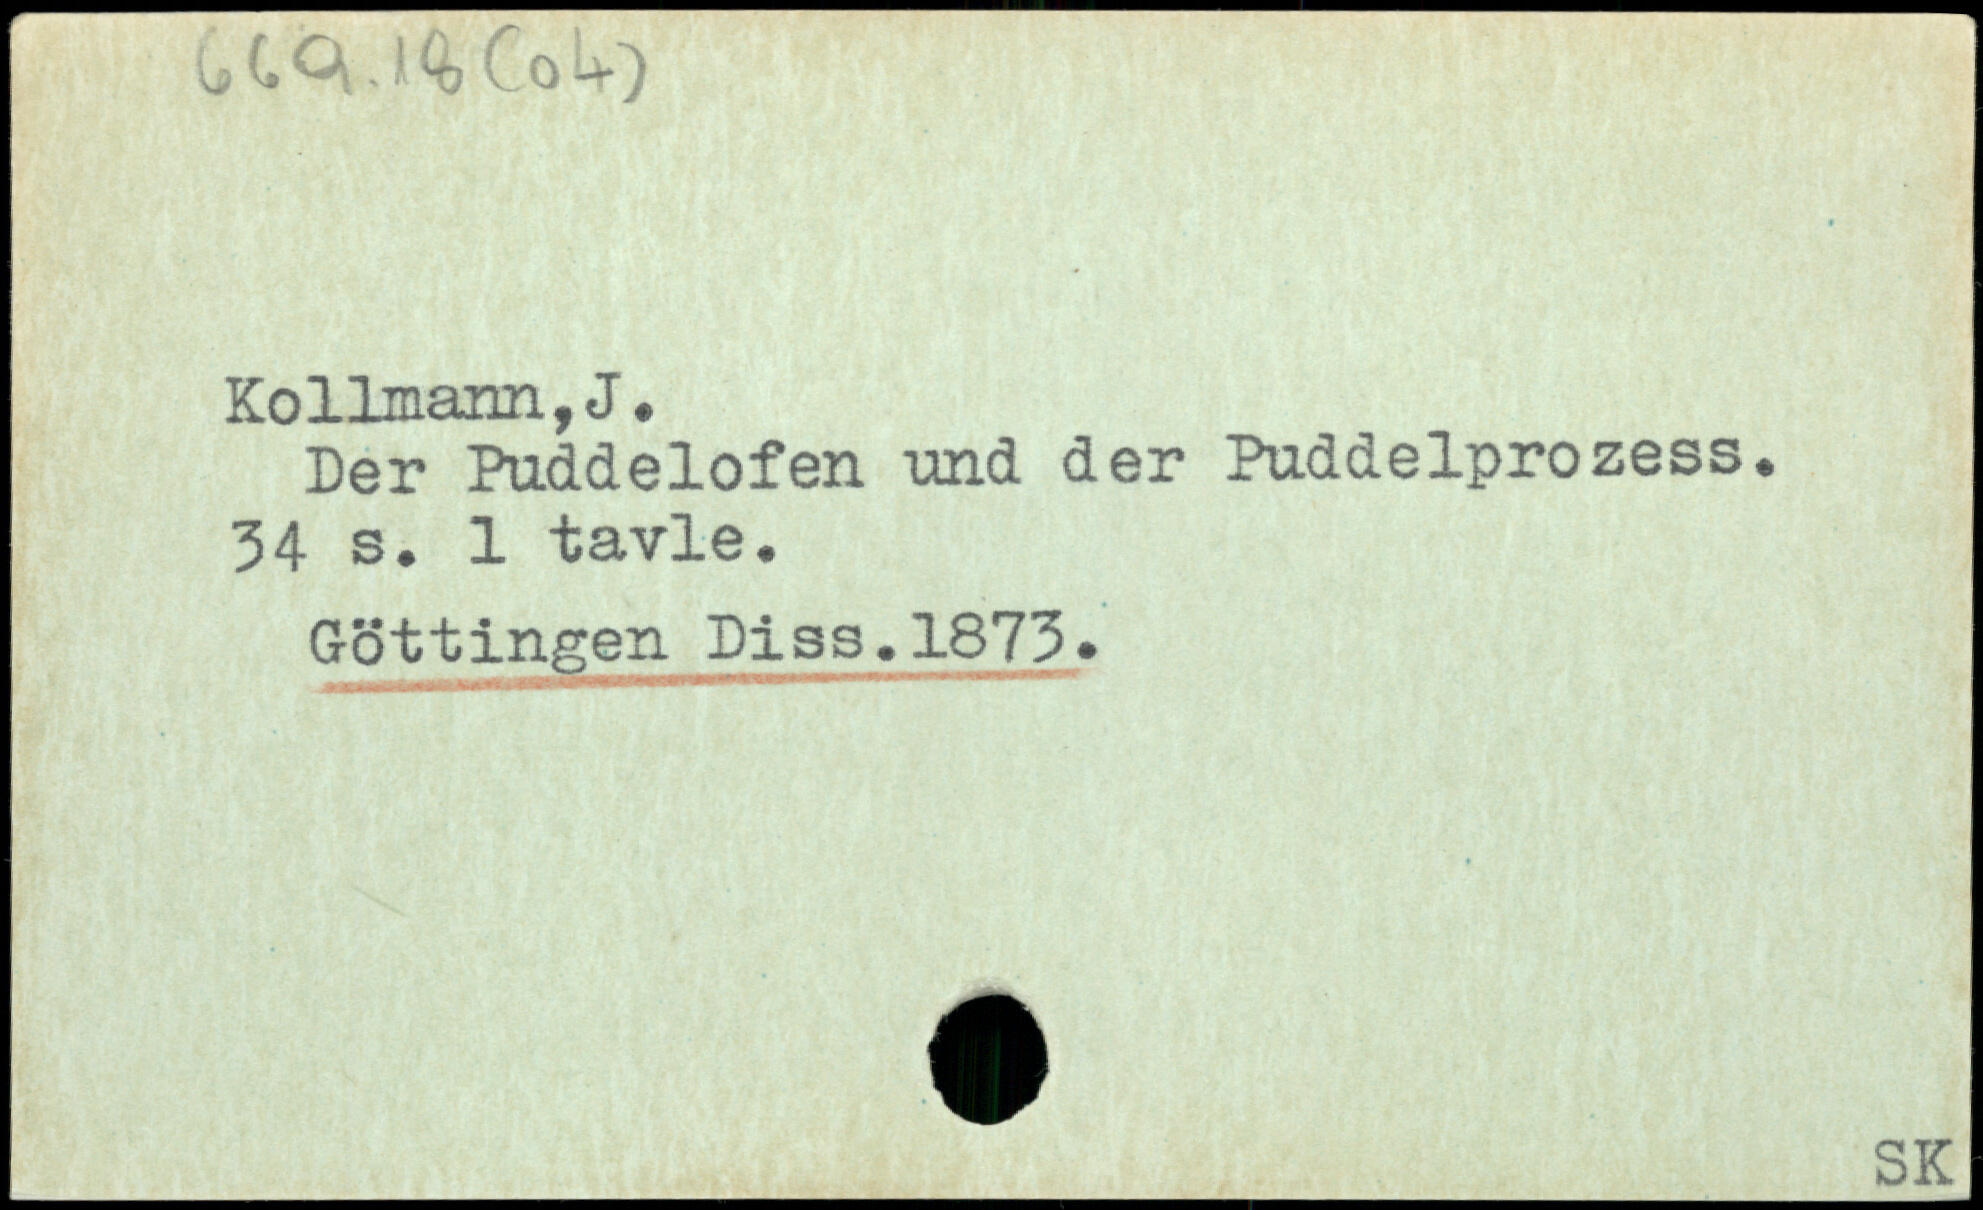 669.18(04)
Kollmann,J.
Der Puddelofen und der Puddelprozess.
34 s. 1 tavle.
Göttingen Diss.1873.
SK